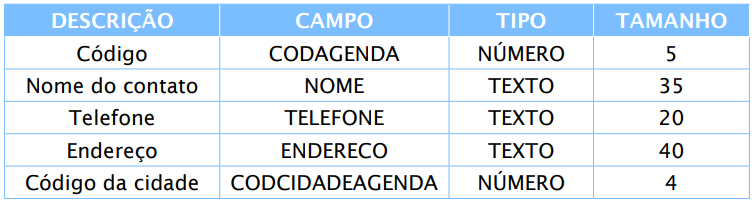 DESCRIÇÃO CAMPO TIPO TAMANHO
Código CODAGENDA NÚMERO 5
Nome do contato NOME TEXTO 35
Telefone TELEFONE TEXTO 20
Endereço ENDERECO TEXTO 40
Código da cidade CODCIDADEAGENDA NÚMERO 4